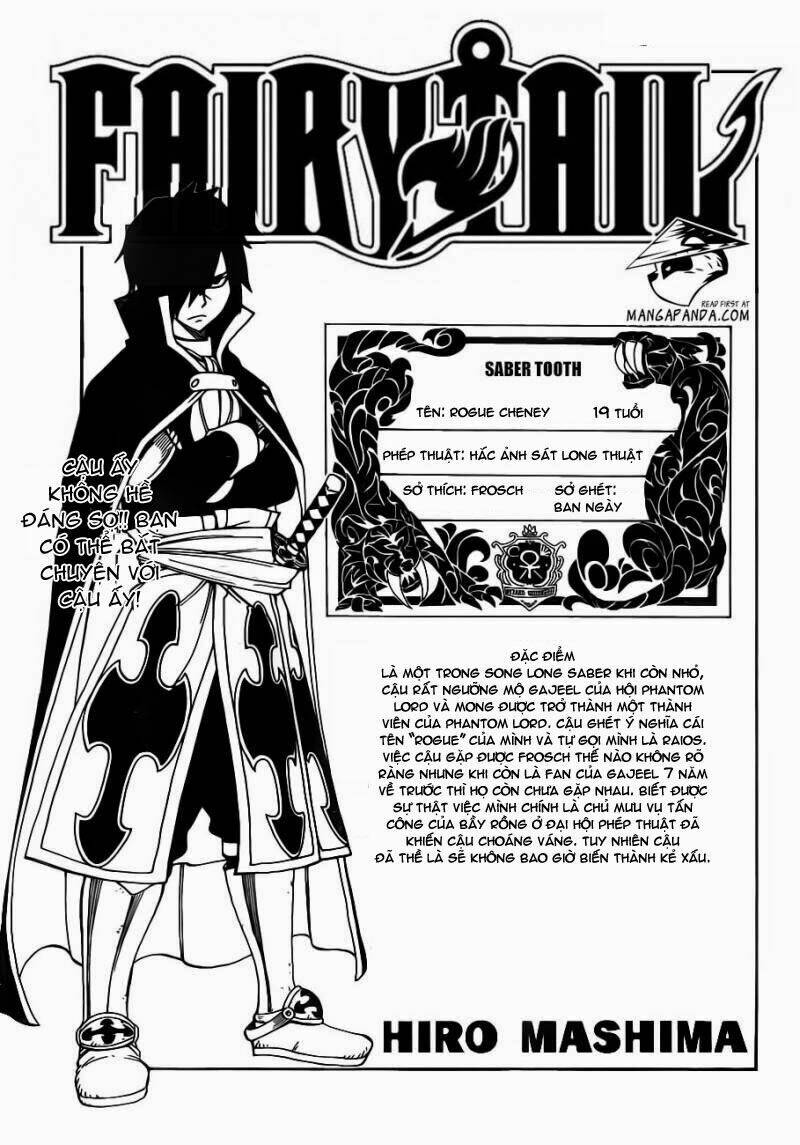 FAIRY TAIL
READ FIRST AT
MANGAPANDA.COM
SABER TOOTH
TÊN: ROGUE CHENEY 19 TUỔI
PHÉP THUẬT: HẮC ẢNH SÁT LONG THUẬT
SỞ THÍCH: FROSCH SỞ GHÉT:
BAN NGÀY
CẬU ẤY
KHÔNG HỀ
ĐÁNG SỢ!! BẠN
CÓ THỂ BẮT
CHUYỆN VỚI
CẬU ẤY!
ĐẶC ĐIỂM
LÀ MỘT TRONG SONG LONG SABER KHI CÒN NHỎ,
CẬU RẤT NGƯỠNG MỘ GAJEEL CỦA HỘI PHANTOM
LORD VÀ MONG ĐƯỢC TRỞ THÀNH MỘT THÀNH
VIÊN CỦA PHANTOM LORD. CẬU GHÉT Ý NGHĨA CÁI
TÊN "ROGUE" CỦA MÌNH VÀ TỰ GỌI MÌNH LÀ RAIOS.
VIỆC CẬU GẶP ĐƯỢC FROSCH THẾ NÀO KHÔNG RÕ
RÀNG NHƯNG KHI CÒN LÀ FAN CỦA GAJEEL 7 NĂM
VỀ TRƯỚC THÌ HỌ CÒN CHƯA GẶP NHAU. BIẾT ĐƯỢC
SỰ THẬT VIỆC MÌNH CHÍNH LÀ CHỦ MƯU VỤ TẤN
CÔNG CỦA BẦY RỒNG Ở ĐẠI HỘI PHÉP THUẬT ĐÃ
KHIẾN CẬU CHOÁNG VÁNG. TUY NHIÊN CẬU
ĐÃ THỀ LÀ SẼ KHÔNG BAO GIỜ BIẾN THÀNH KẺ XẤU.
HIRO MASHIMA